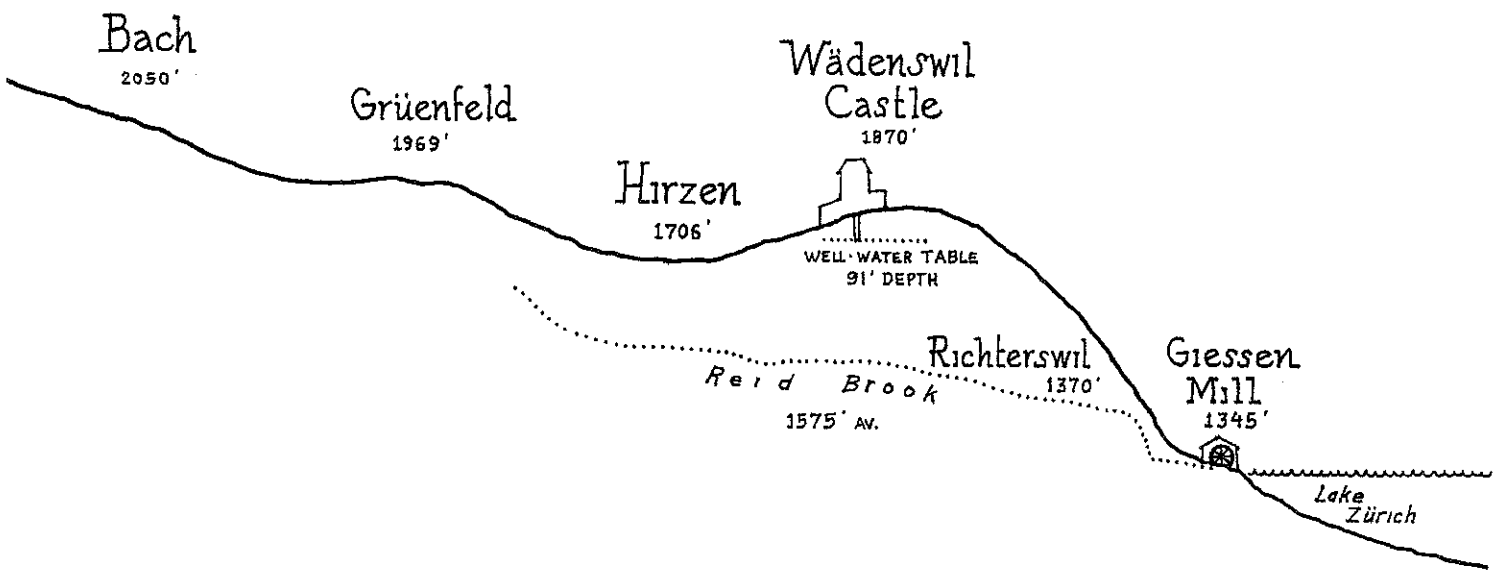 Bach
2050'
Grüenfeld
1969'
Wädenswil
Castle
1870'
Hirzen
1706'
WELL-WATER TABLE
91' DEPTH
Reid Brook
1575' AV.
Richterswil
1370'
Giessen
Mill
1345'
Lake
Zürich